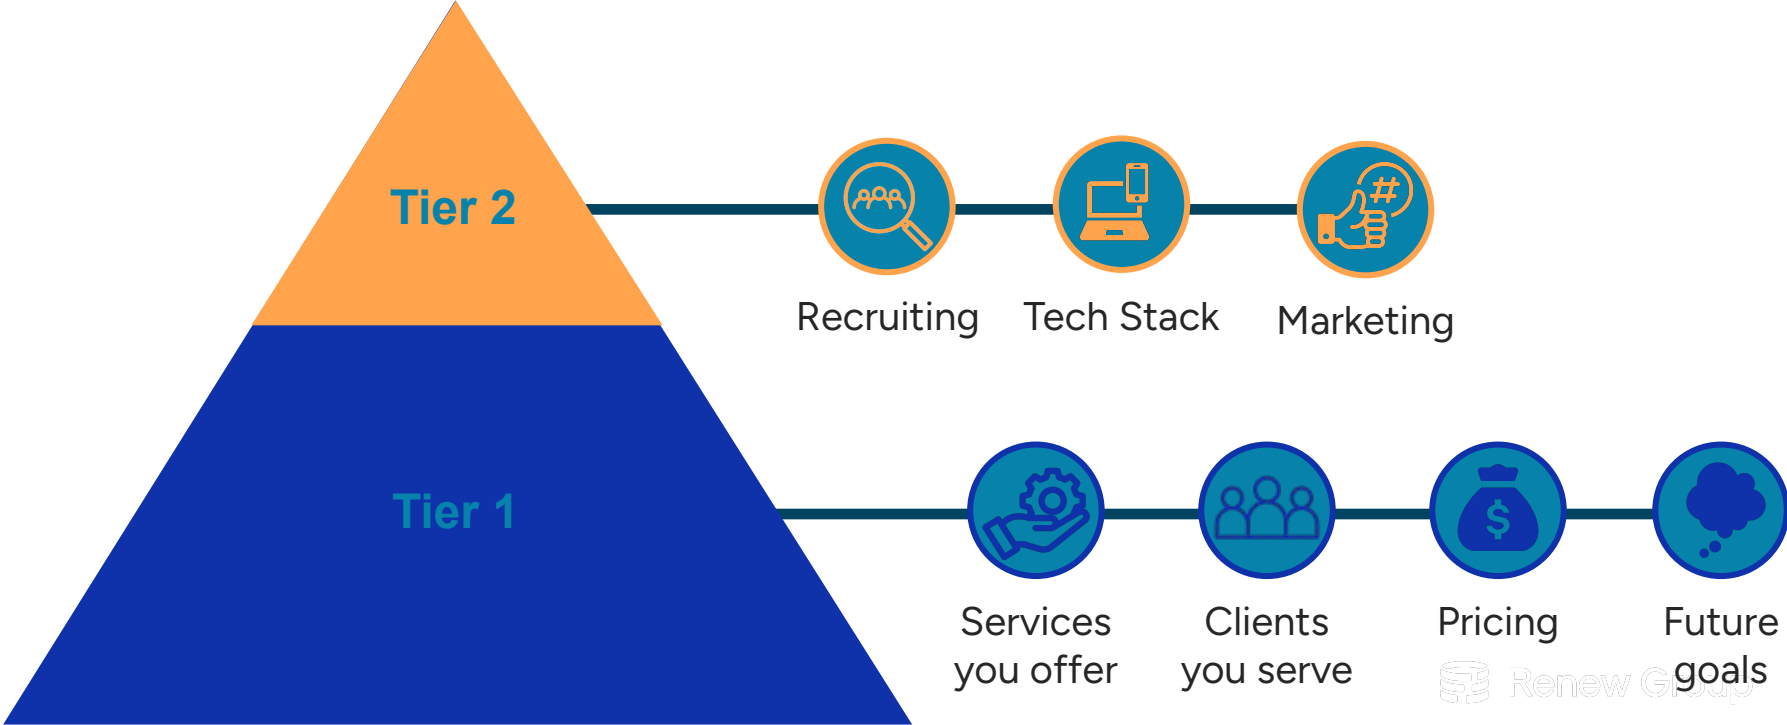 Tier 2
Recruiting
Tech Stack
Marketing
#
Tier 1
$
Services
you offer
Clients
you serve
Pricing
Future
goals
Renew Group